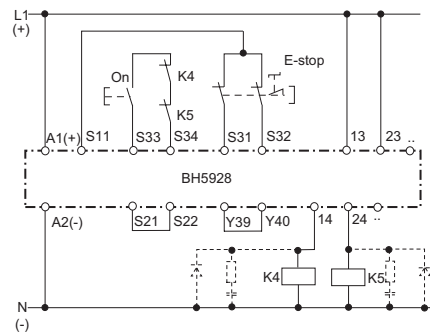 L1
(+)
On
K4
K5
E-stop
A1(+) S11 S33 S34 S31 S32 13 23 ..
BH5928
A2(-) S21 S22 Y39 Y40 14 24 ..
K4 K5
N
(-)